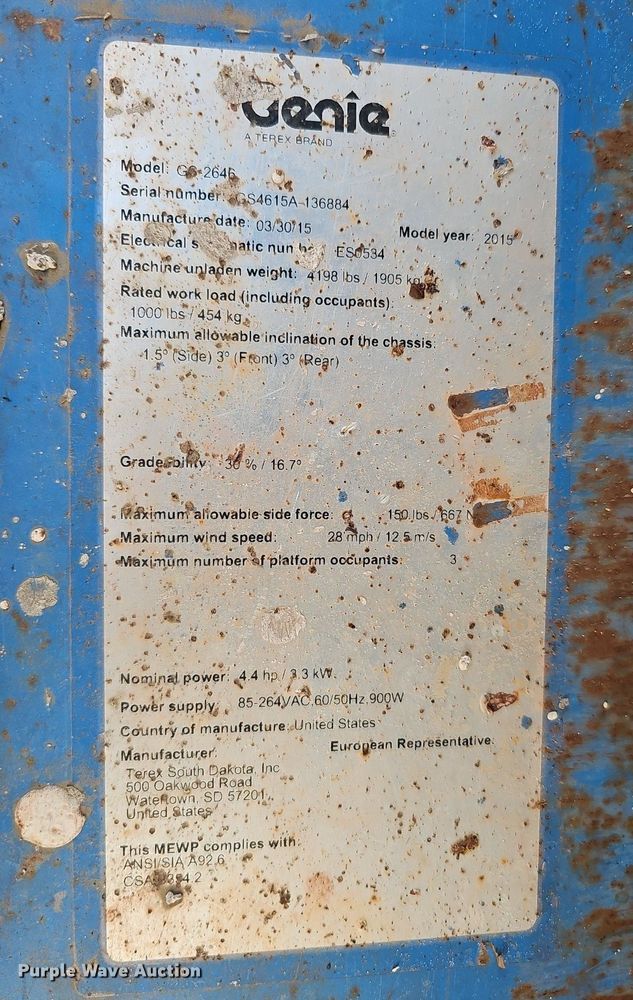 Genie
A TEREX BRAND
Model: GS-2646
Serial number: GS4615A-136884
Manufacture date: 03/30/15 Model year: 2015
Electrical schematic number: ES0534
Machine unladen weight: 4198 lbs / 1905 kg
Rated work load (including occupants):
1000 lbs / 454 kg
Maximum allowable inclination of the chassis:
1.5° (Side) 3° (Front) 3° (Rear)
Gradeability: 30 % / 16.7°
Maximum allowable side force: 150 lbs / 667 N
Maximum wind speed: 28 mph / 12.5 m/s
Maximum number of platform occupants: 3
Nominal power: 4.4 hp / 3.3 kW
Power supply: 85-264VAC,60/50Hz,900W
Country of manufacture: United States
Manufacturer: European Representative:
Terex South Dakota, Inc
500 Oakwood Road
Watertown, SD 57201
United States
This MEWP complies with:
ANSI/SIA A92.6
Purple Wave Auction